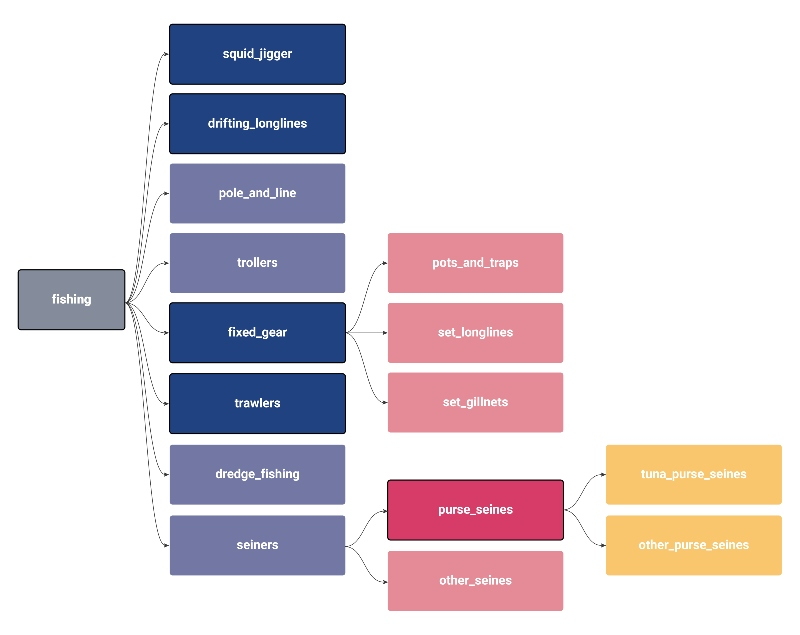 fishing
squid_jigger
drifting_longlines
pole_and_line
trollers
fixed_gear
trawlers
dredge_fishing
seiners
pots_and_traps
set_longlines
set_gillnets
purse_seines
other_seines
tuna_purse_seines
other_purse_seines